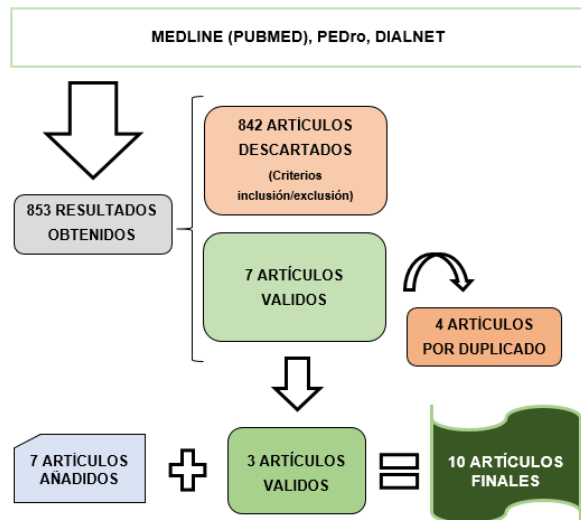 MEDLINE (PUBMED), PEDro, DIALNET
842 ARTÍCULOS
DESCARTADOS
(Criterios
inclusión/exclusión)
853 RESULTADOS
OBTENIDOS
7 ARTÍCULOS
VALIDOS
4 ARTÍCULOS
POR DUPLICADO
7 ARTÍCULOS
AÑADIDOS
3 ARTÍCULOS
VALIDOS
10 ARTÍCULOS
FINALES